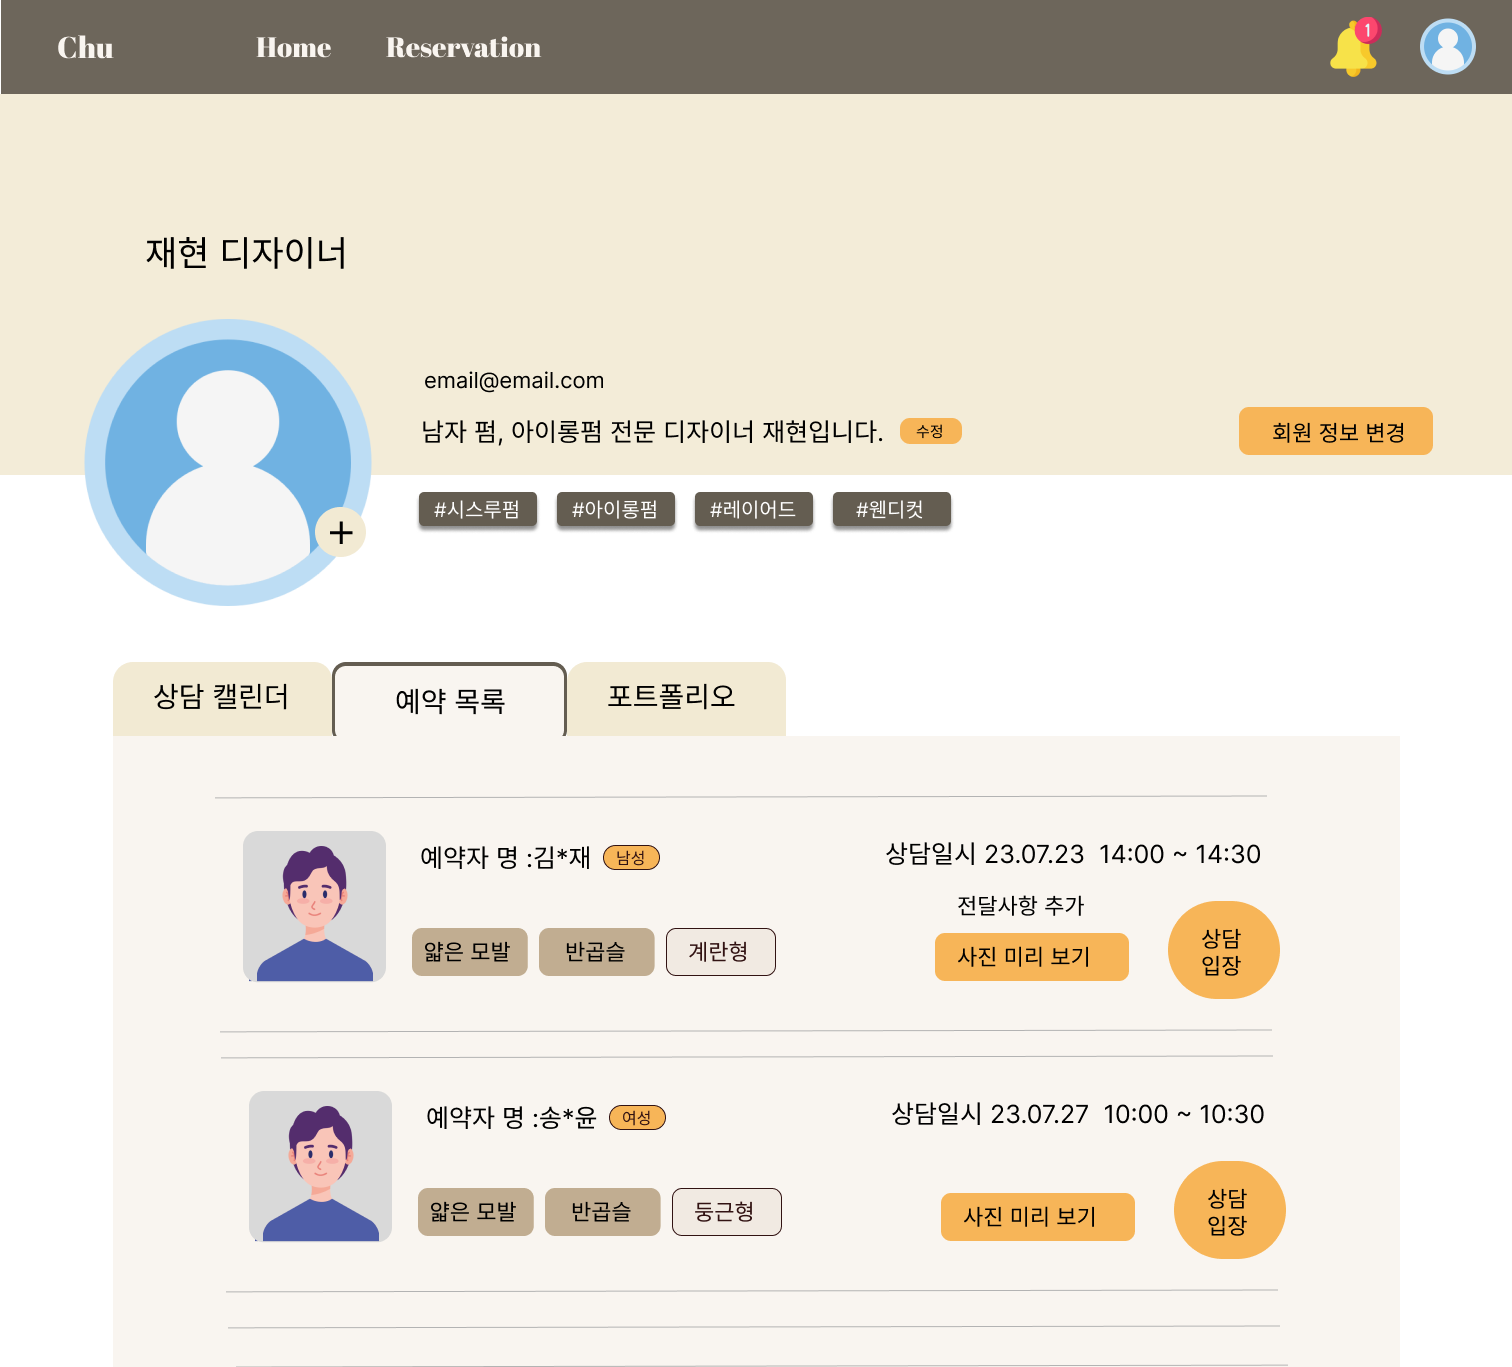 Chu
Home
Reservation
1
재현 디자이너
email@email.com
남자 펌, 아이롱펌 전문 디자이너 재현입니다.
수정
회원 정보 변경
#시스루펌
#아이롱펌
#레이어드
#웬디컷
상담 캘린더
예약 목록
포트폴리오
예약자 명 :김*재
남성
상담일시 23.07.23 14:00 ~ 14:30
전달사항 추가
얇은 모발
반곱슬
계란형
사진 미리 보기
상담
입장
예약자 명 :송*윤
여성
상담일시 23.07.27 10:00 ~ 10:30
얇은 모발
반곱슬
둥근형
사진 미리 보기
상담
입장